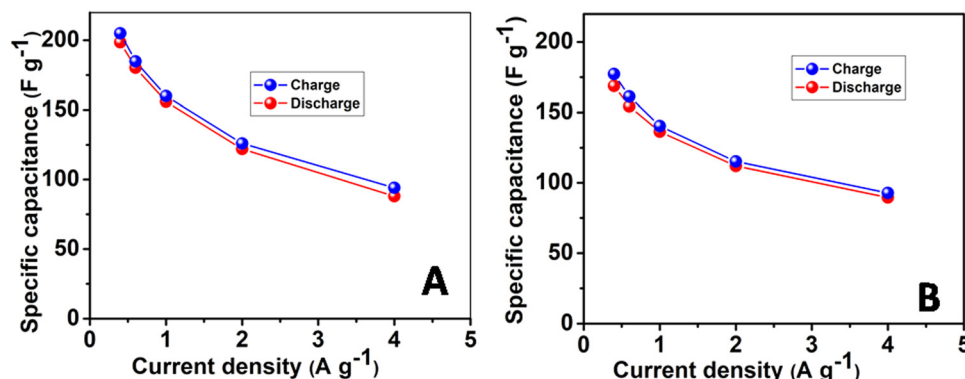 Specific capacitance (F g-1)
200
150
100
50
0
Charge
Discharge
A
0 1 2 3 4 5
Current density (A g-1)
Specific capacitance (F g-1)
200
150
100
50
0
Charge
Discharge
B
0 1 2 3 4 5
Current density (A g-1)